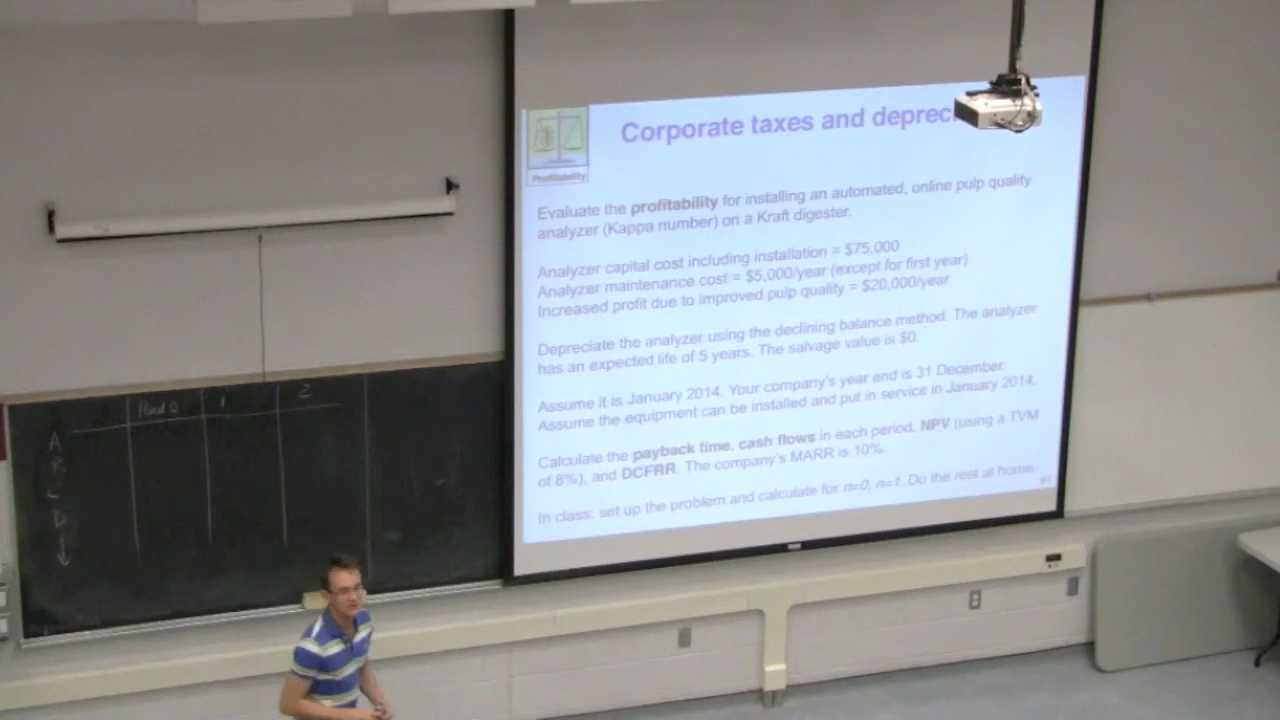 Corporate taxes and deprec
Profitability
Evaluate the profitability for installing an automated, online pulp quality
analyzer (Kappa number) on a Kraft digester.
Analyzer capital cost including installation = $75,000
Analyzer maintenance cost = $5,000/year (except for first year)
Increased profit due to improved pulp quality = $20,000/year
Depreciate the analyzer using the declining balance method. The analyzer
has an expected life of 5 years. The salvage value is $0.
Assume it is January 2014. Your company's year end is 31 December.
Assume the equipment can be installed and put in service in January 2014.
Calculate the payback time, cash flows in each period, NPV (using a TVM
of 8%), and DCFRR. The company's MARR is 10%.
In class: set up the problem and calculate for n=0, n=1. Do the rest at home.
1 2
A
B
C
D